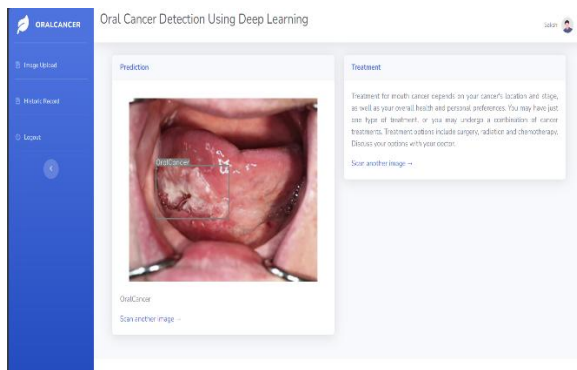 ORALCANCER
Oral Cancer Detection Using Deep Learning
Image Upload
Historic Record
Logout
Prediction
OralCancer
OralCancer
Scan another image →
Treatment
Treatment for mouth cancer depends on your cancer's location and stage,
as well as your overall health and personal preferences. You may have just
one type of treatment, or you may undergo a combination of cancer
treatments. Treatment options include surgery, radiation and chemotherapy.
Discuss your options with your doctor.
Scan another image →